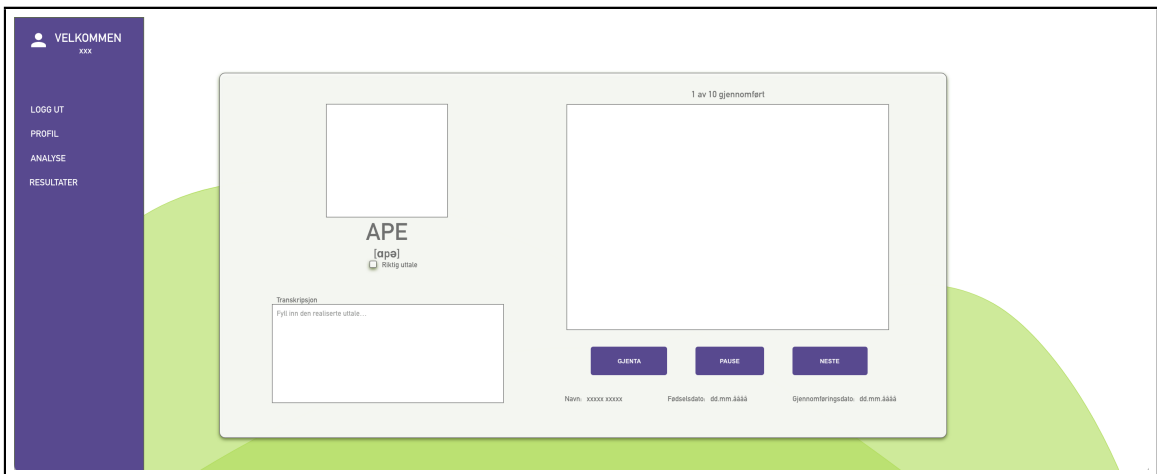 VELKOMMEN
xxx
LOGG UT
PROFIL
ANALYSE
RESULTATER
APE
[ɑpə]
Riktig uttale
Transkripsjon
Fyll inn den realiserte uttale...
1 av 10 gjennomført
GJENTA
PAUSE
NESTE
Navn: xxxxx xxxxx
Fødselsdato: dd.mm.åååå
Gjennomføringsdato: dd.mm.åååå